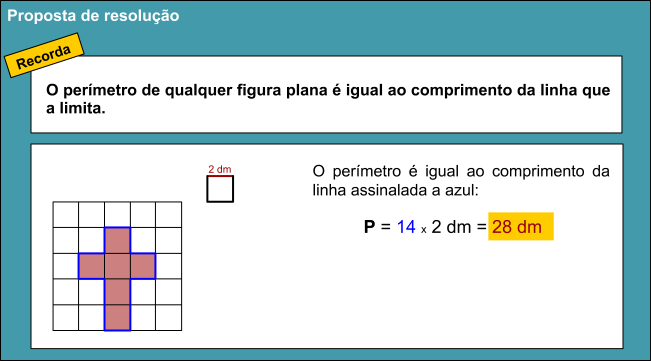 Proposta de resolução
Recorda
O perímetro de qualquer figura plana é igual ao comprimento da linha que
a limita.
2 dm
O perímetro é igual ao comprimento da
linha assinalada a azul:
P = 14 x 2 dm = 28 dm